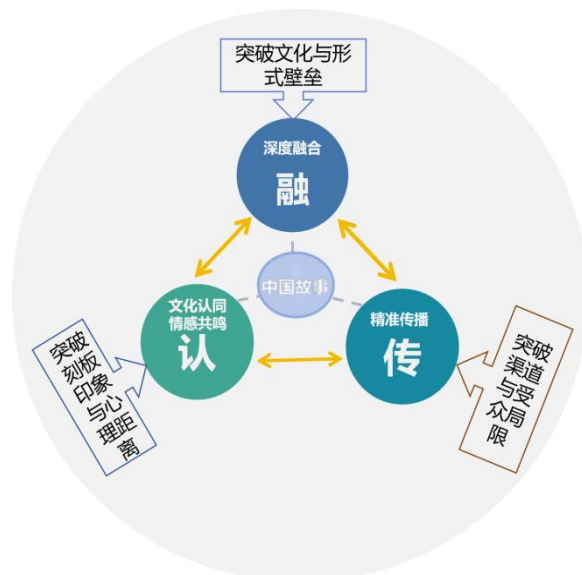 突破文化与形
式壁垒
深度融合
融
中国故事
文化认同
情感共鸣
认
精准传播
传
突破
刻板
印象
与心
理距
离
突破
渠道
与受
众局
限